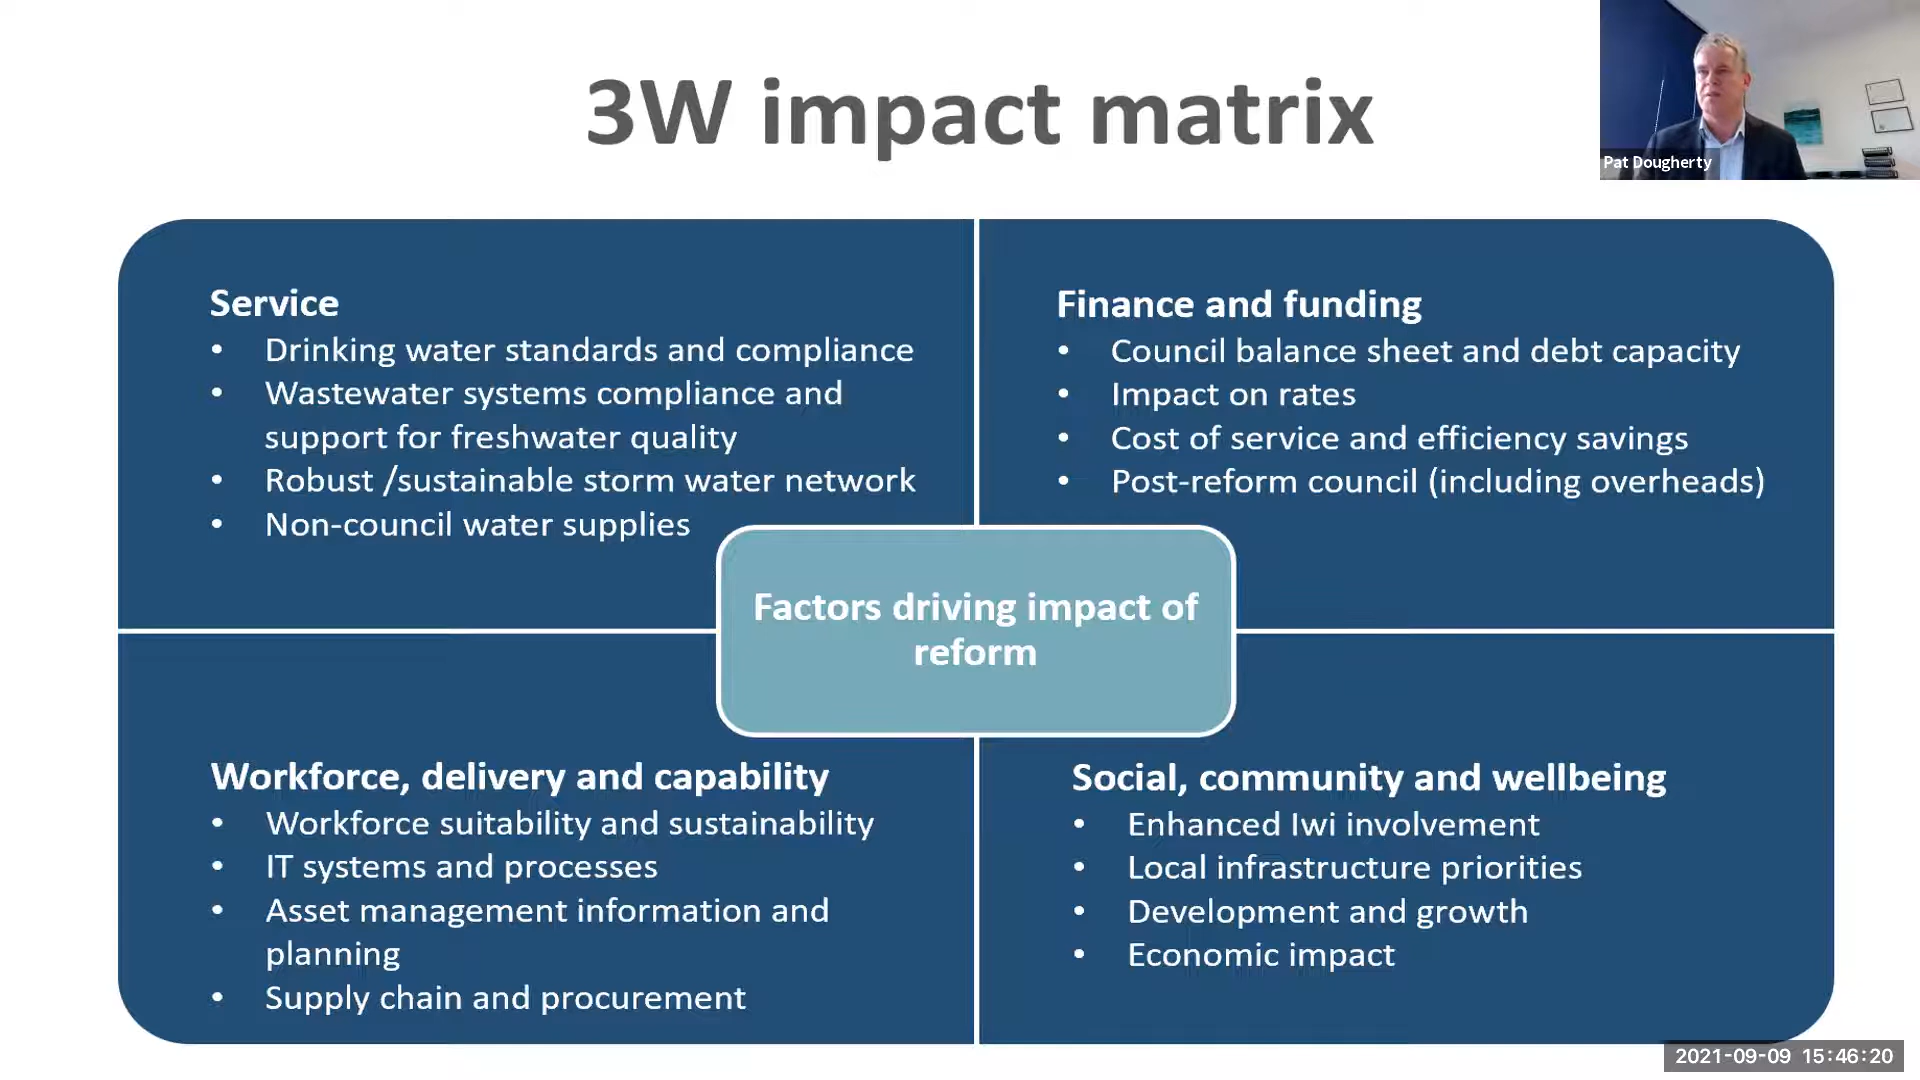 3W impact matrix
Pat Dougherty
Service
• Drinking water standards and compliance
• Wastewater systems compliance and
support for freshwater quality
• Robust /sustainable storm water network
• Non-council water supplies
Finance and funding
• Council balance sheet and debt capacity
• Impact on rates
• Cost of service and efficiency savings
• Post-reform council (including overheads)
Factors driving impact of
reform
Workforce, delivery and capability
• Workforce suitability and sustainability
• IT systems and processes
• Asset management information and
planning
• Supply chain and procurement
Social, community and wellbeing
• Enhanced Iwi involvement
• Local infrastructure priorities
• Development and growth
• Economic impact
2021-09-09 15:46:20